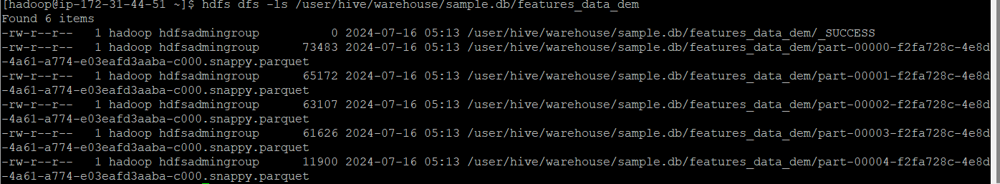 [hadoop@ip-172-31-44-51 ~]$ hdfs dfs -ls /user/hive/warehouse/sample.db/features_data_dem
Found 6 items
-rw-r--r--   1 hadoop hdfsadmingroup          0 2024-07-16 05:13 /user/hive/warehouse/sample.db/features_data_dem/_SUCCESS
-rw-r--r--   1 hadoop hdfsadmingroup      73483 2024-07-16 05:13 /user/hive/warehouse/sample.db/features_data_dem/part-00000-f2fa728c-4e8d
-4a61-a774-e03eafd3aaba-c000.snappy.parquet
-rw-r--r--   1 hadoop hdfsadmingroup      65172 2024-07-16 05:13 /user/hive/warehouse/sample.db/features_data_dem/part-00001-f2fa728c-4e8d
-4a61-a774-e03eafd3aaba-c000.snappy.parquet
-rw-r--r--   1 hadoop hdfsadmingroup      63107 2024-07-16 05:13 /user/hive/warehouse/sample.db/features_data_dem/part-00002-f2fa728c-4e8d
-4a61-a774-e03eafd3aaba-c000.snappy.parquet
-rw-r--r--   1 hadoop hdfsadmingroup      61626 2024-07-16 05:13 /user/hive/warehouse/sample.db/features_data_dem/part-00003-f2fa728c-4e8d
-4a61-a774-e03eafd3aaba-c000.snappy.parquet
-rw-r--r--   1 hadoop hdfsadmingroup      11900 2024-07-16 05:13 /user/hive/warehouse/sample.db/features_data_dem/part-00004-f2fa728c-4e8d
-4a61-a774-e03eafd3aaba-c000.snappy.parquet